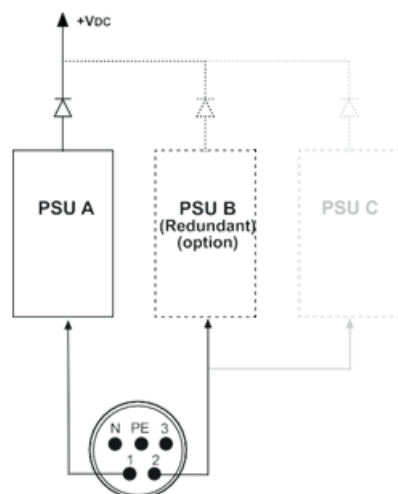 +VDC
PSU A
PSU B
(Redundant)
(option)
PSU C
N PE 3
1 2